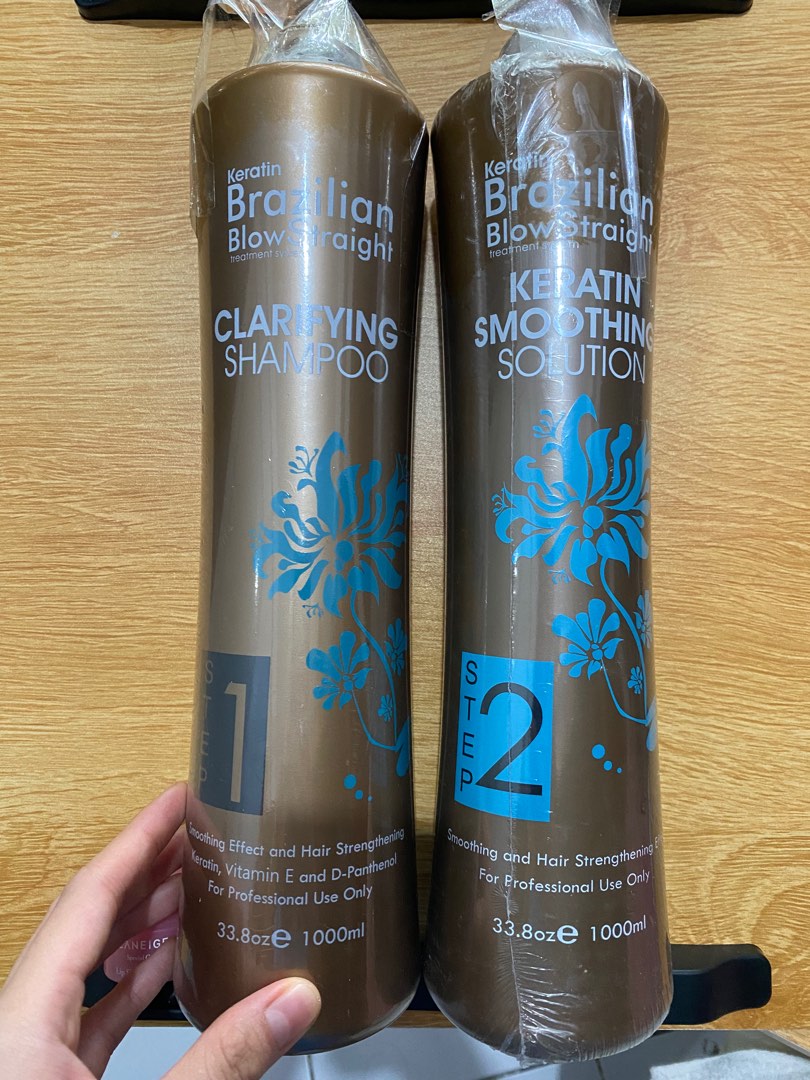 Keratin
Brazilian
BlowStraight
treatment system
CLARIFYING
SHAMPOO
STEP
1
Smoothing Effect and Hair Strengthening
Keratin, Vitamin E and D-Panthenol
For Professional Use Only
33.8oz e 1000ml
Keratin
Brazilian
BlowStraight
treatment system
KERATIN
SMOOTHING
SOLUTION
STEP
2
Smoothing and Hair Strengthening
For Professional Use Only
33.8oz e 1000ml
LANEIGE